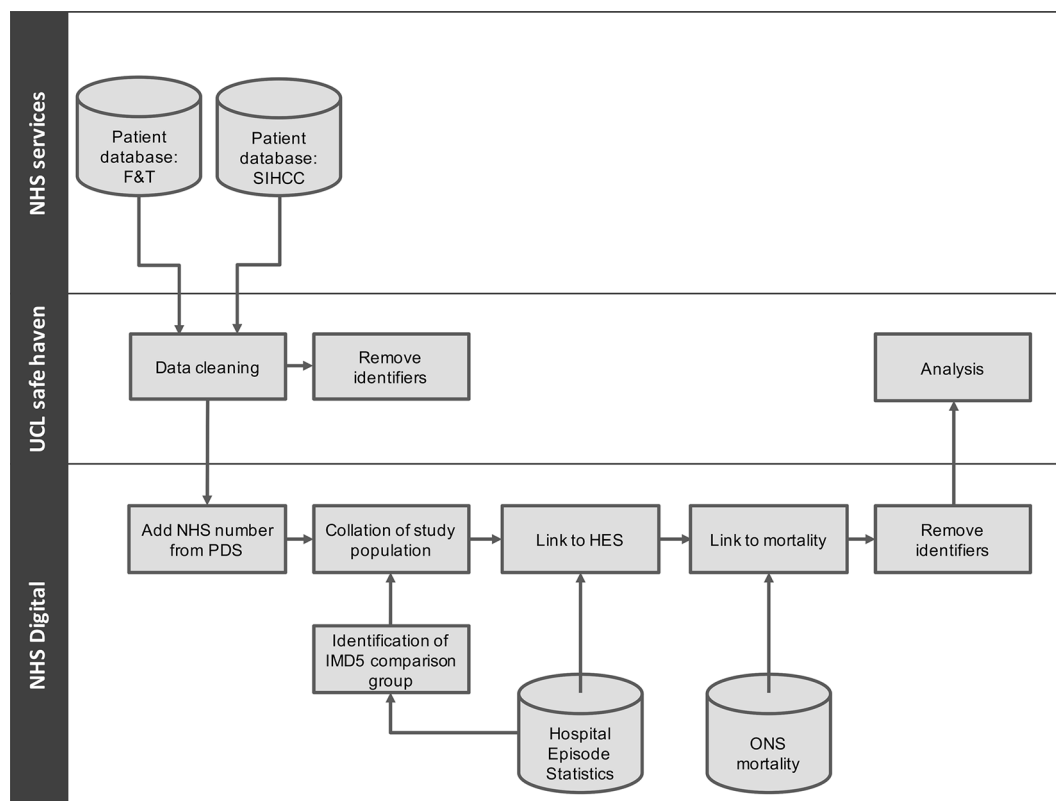 NHS services
Patient
database:
F&T
Patient
database:
SIHCC
UCL safe haven
Data cleaning
Remove
identifiers
Analysis
NHS Digital
Add NHS number
from PDS
Collation of study
population
Link to HES
Link to mortality
Remove
identifiers
Identification of
IMD5 comparison
group
Hospital
Episode
Statistics
ONS
mortality